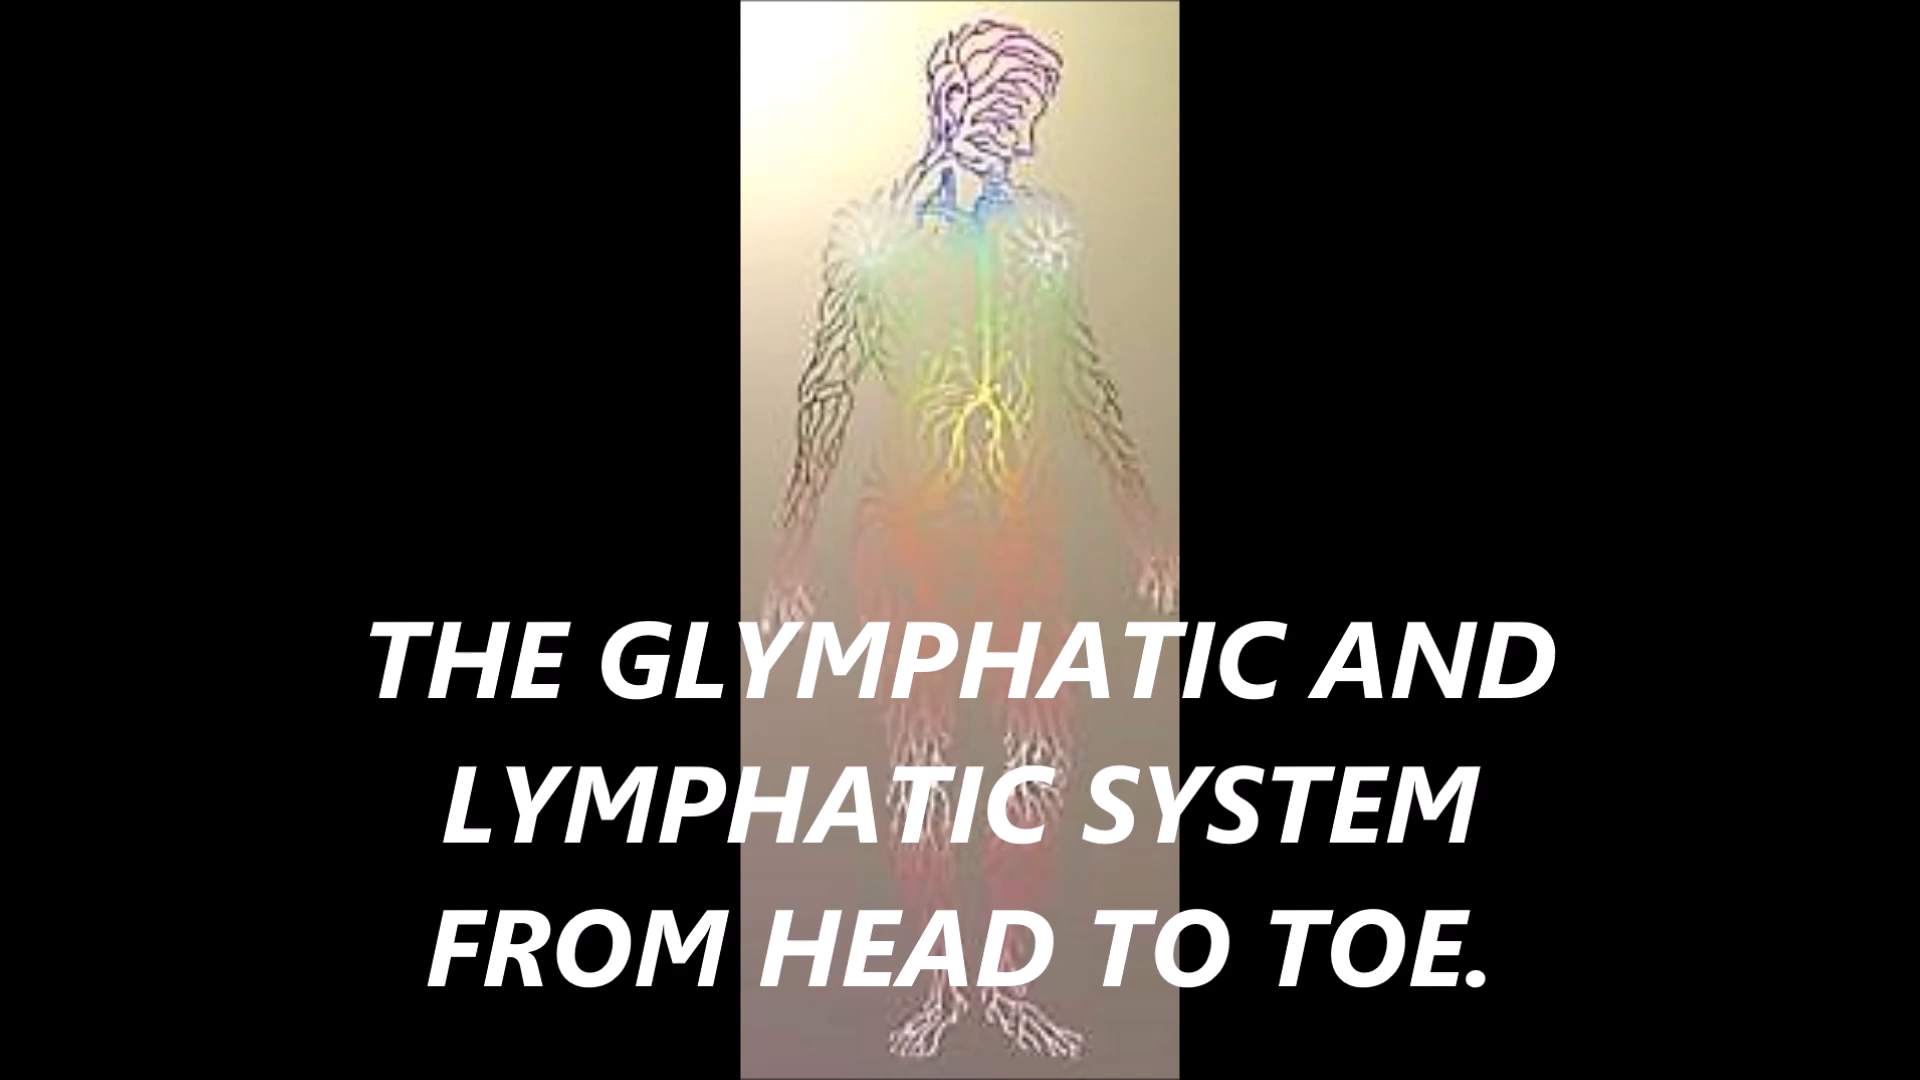 THE GLYMPHATIC AND
LYMPHATIC SYSTEM
FROM HEAD TO TOE.